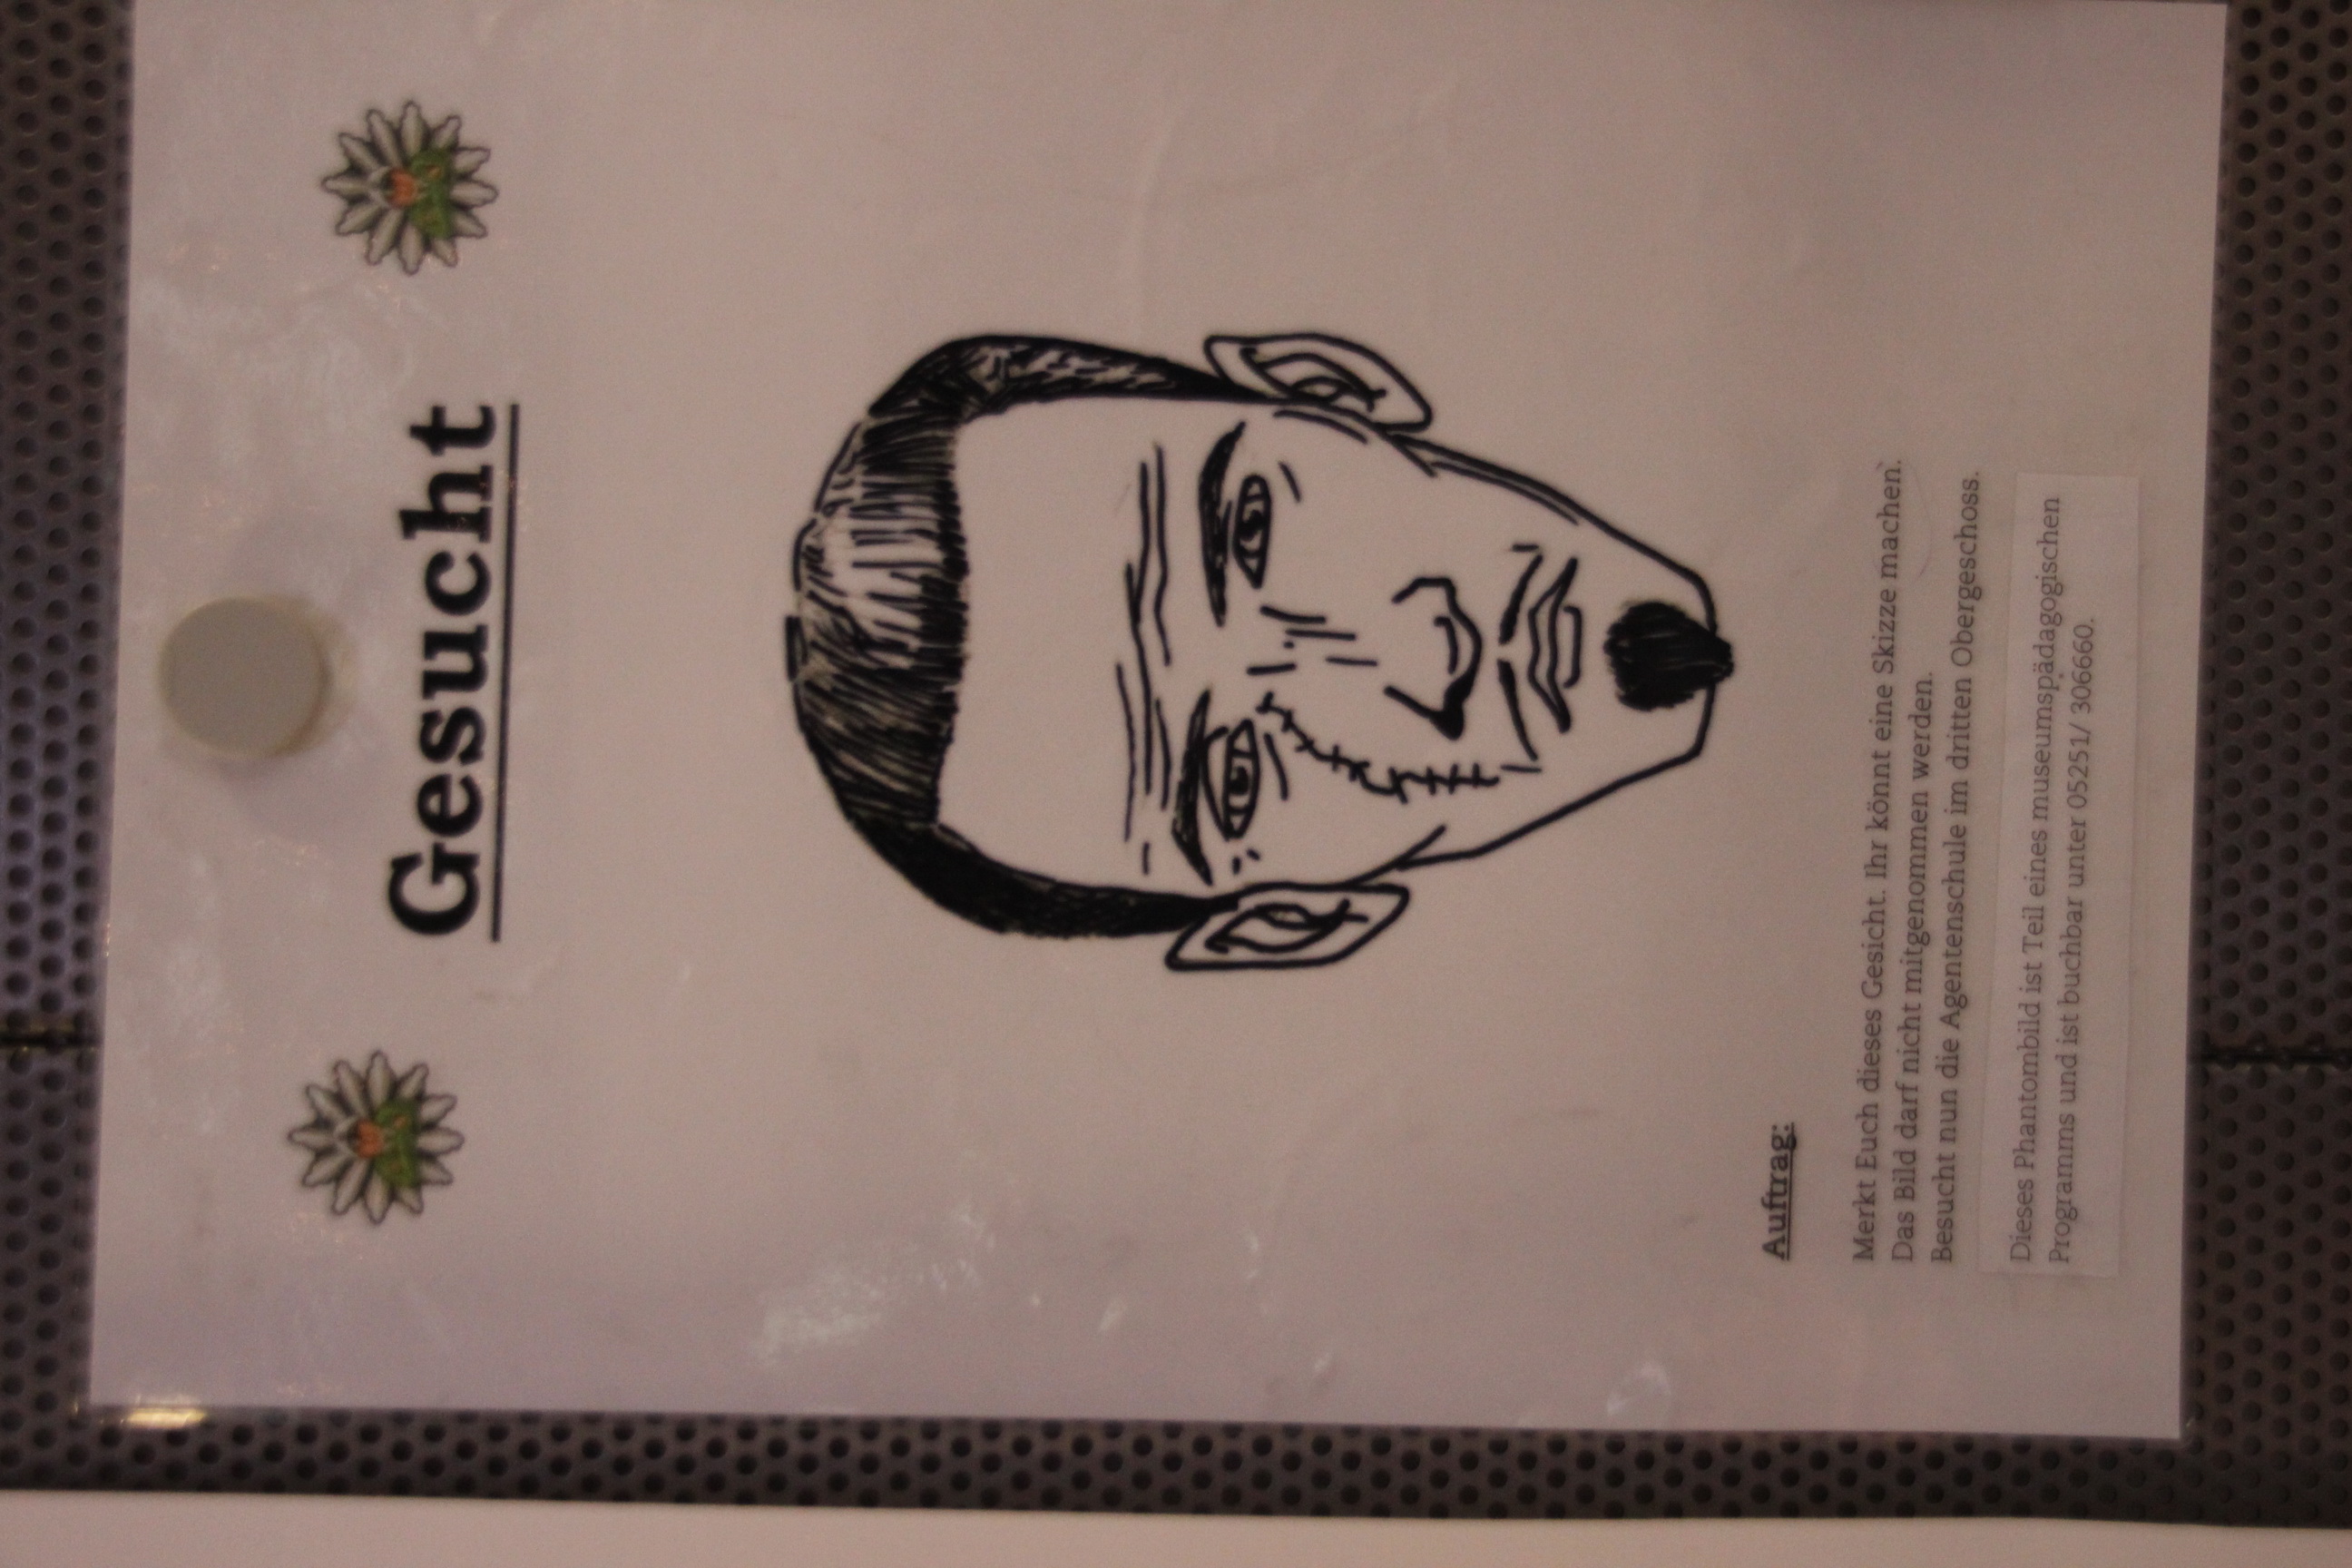 Gesucht
Auftrag:
Merkt Euch dieses Gesicht. Ihr könnt eine Skizze machen.
Das Bild darf nicht mitgenommen werden.
Besucht nun die Agentenschule im dritten Obergeschoss.
Dieses Phantombild ist Teil eines museumspädagogischen
Programms und ist buchbar unter 05251/ 306660.